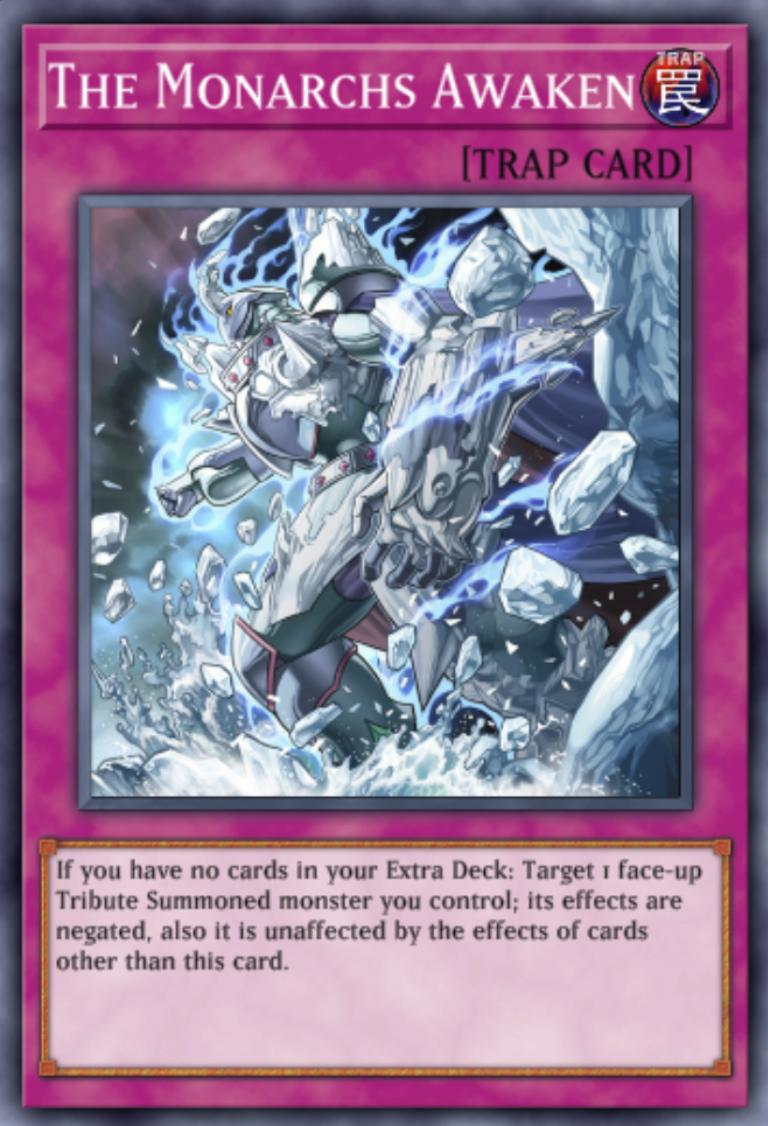 The Monarchs Awaken
TRAP
罠
[TRAP CARD]
If you have no cards in your Extra Deck: Target 1 face-up
Tribute Summoned monster you control; its effects are
negated, also it is unaffected by the effects of cards
other than this card.